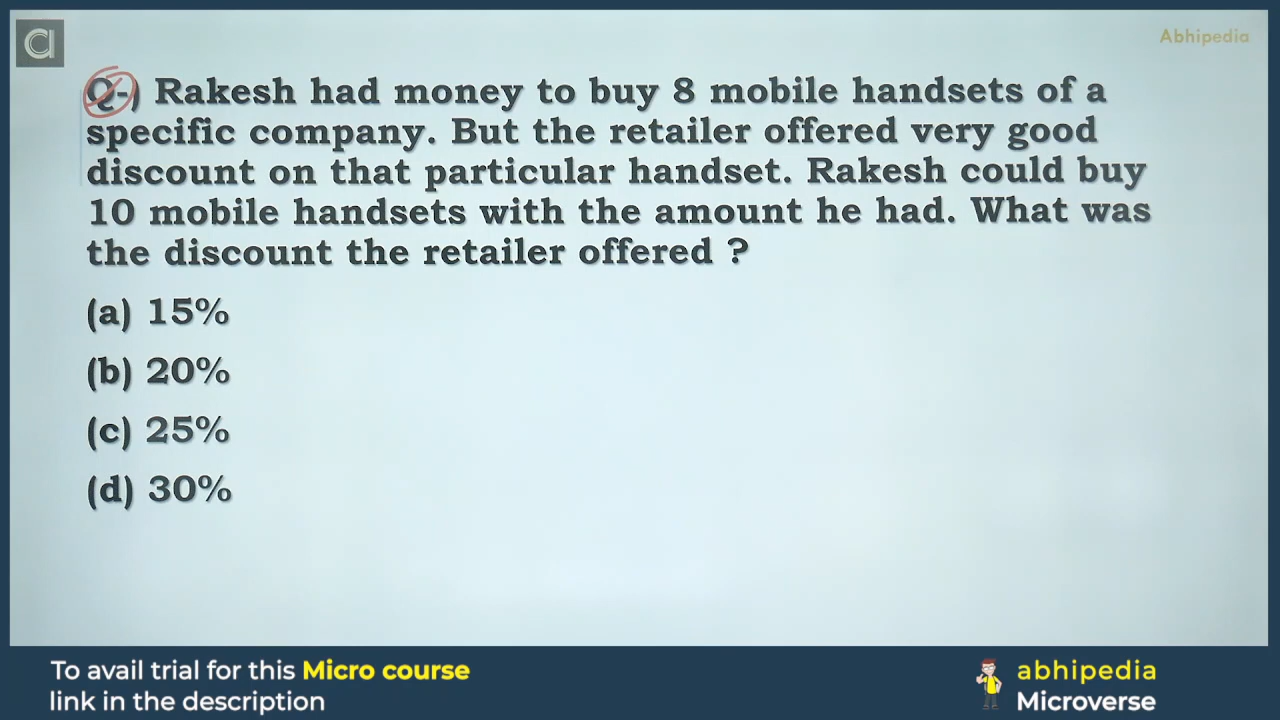 Abhipedia
Q-) Rakesh had money to buy 8 mobile handsets of a
specific company. But the retailer offered very good
discount on that particular handset. Rakesh could buy
10 mobile handsets with the amount he had. What was
the discount the retailer offered ?
(a) 15%
(b) 20%
(c) 25%
(d) 30%
To avail trial for this Micro course
link in the description
abhipedia
Microverse